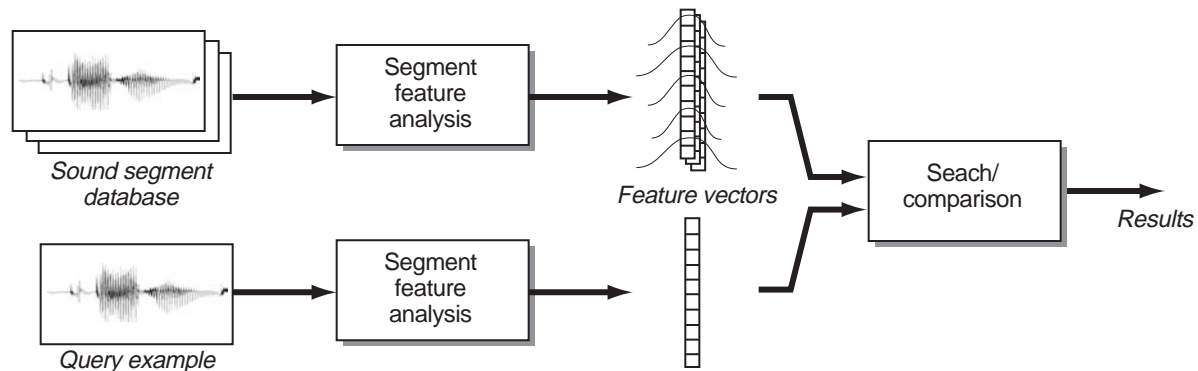 Sound segment
database
Segment
feature
analysis
Feature vectors
Seach/
comparison
Results
Query example
Segment
feature
analysis